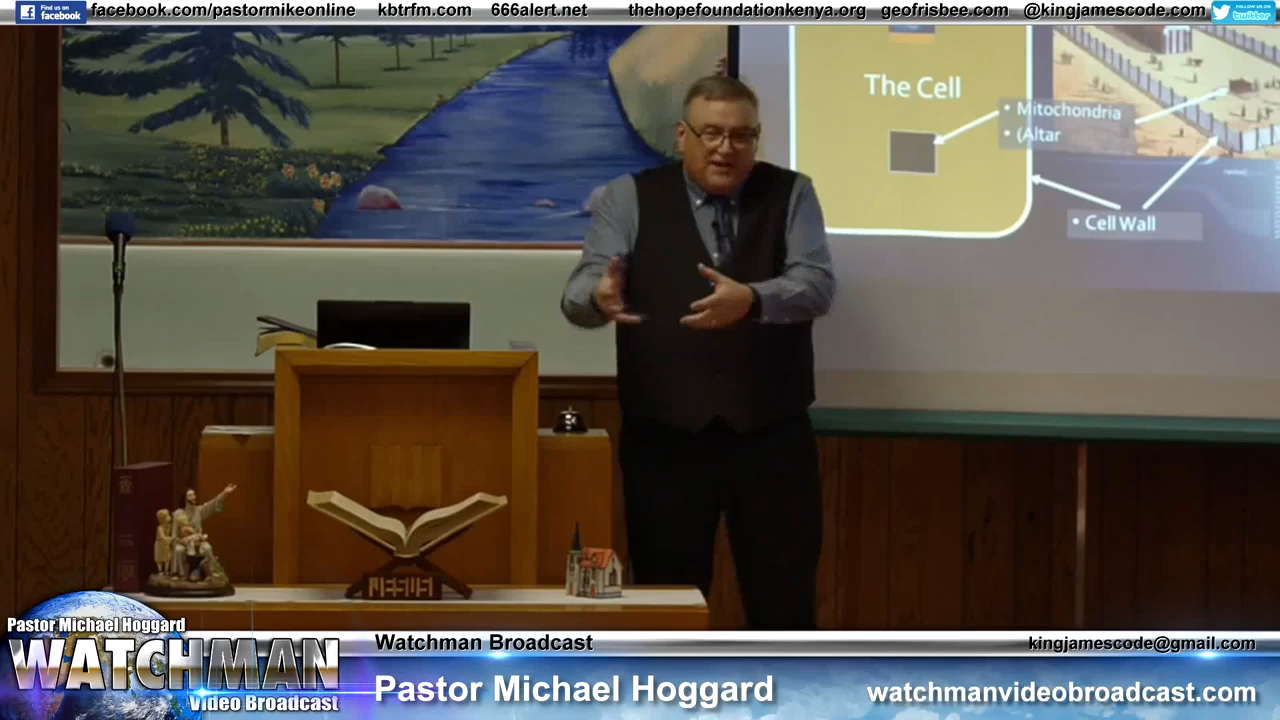 Find us on
facebook
facebook.com/pastormikeonline
kbtrfm.com
666alert.net
thehopefoundationkenya.org
geofrisbee.com
@kingjamescode.com
FOLLOW US ON
twitter
The Cell
• Mitochondria
• (Altar
• Cell Wall
Pastor Michael Hoggard
WATCHMAN
Video Broadcast
Watchman Broadcast
kingjamescode@gmail.com
Pastor Michael Hoggard
watchmanvideobroadcast.com